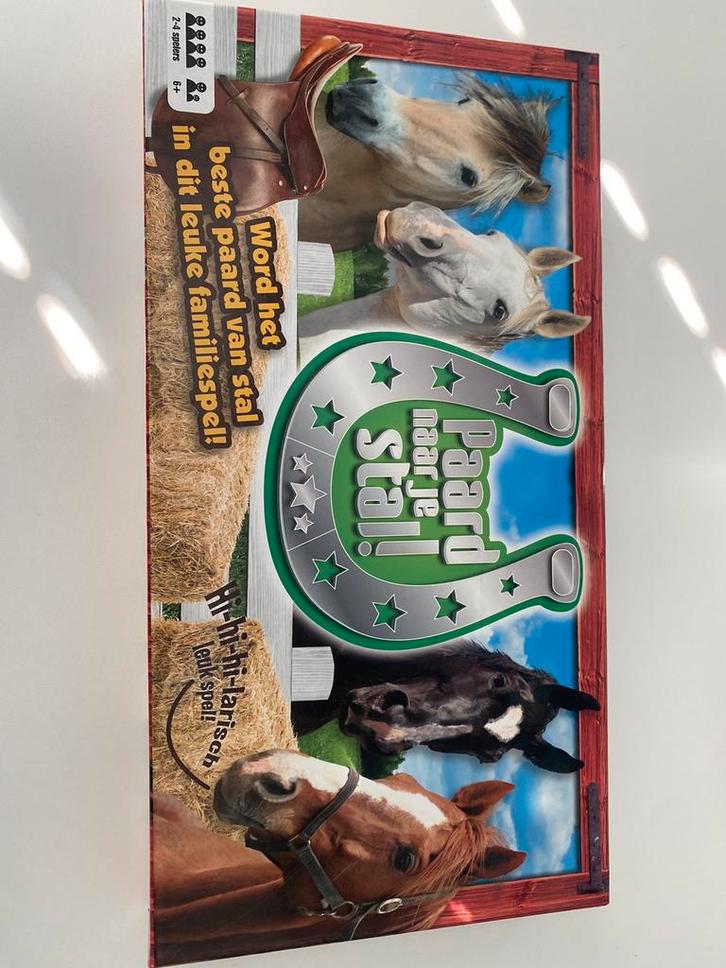 Paard
naar je
stal!
Word het
beste paard van stal
in dit leuke familiespel!
Hi-hi-hi-larisch
leuk spel!
2-4 spelers
6+